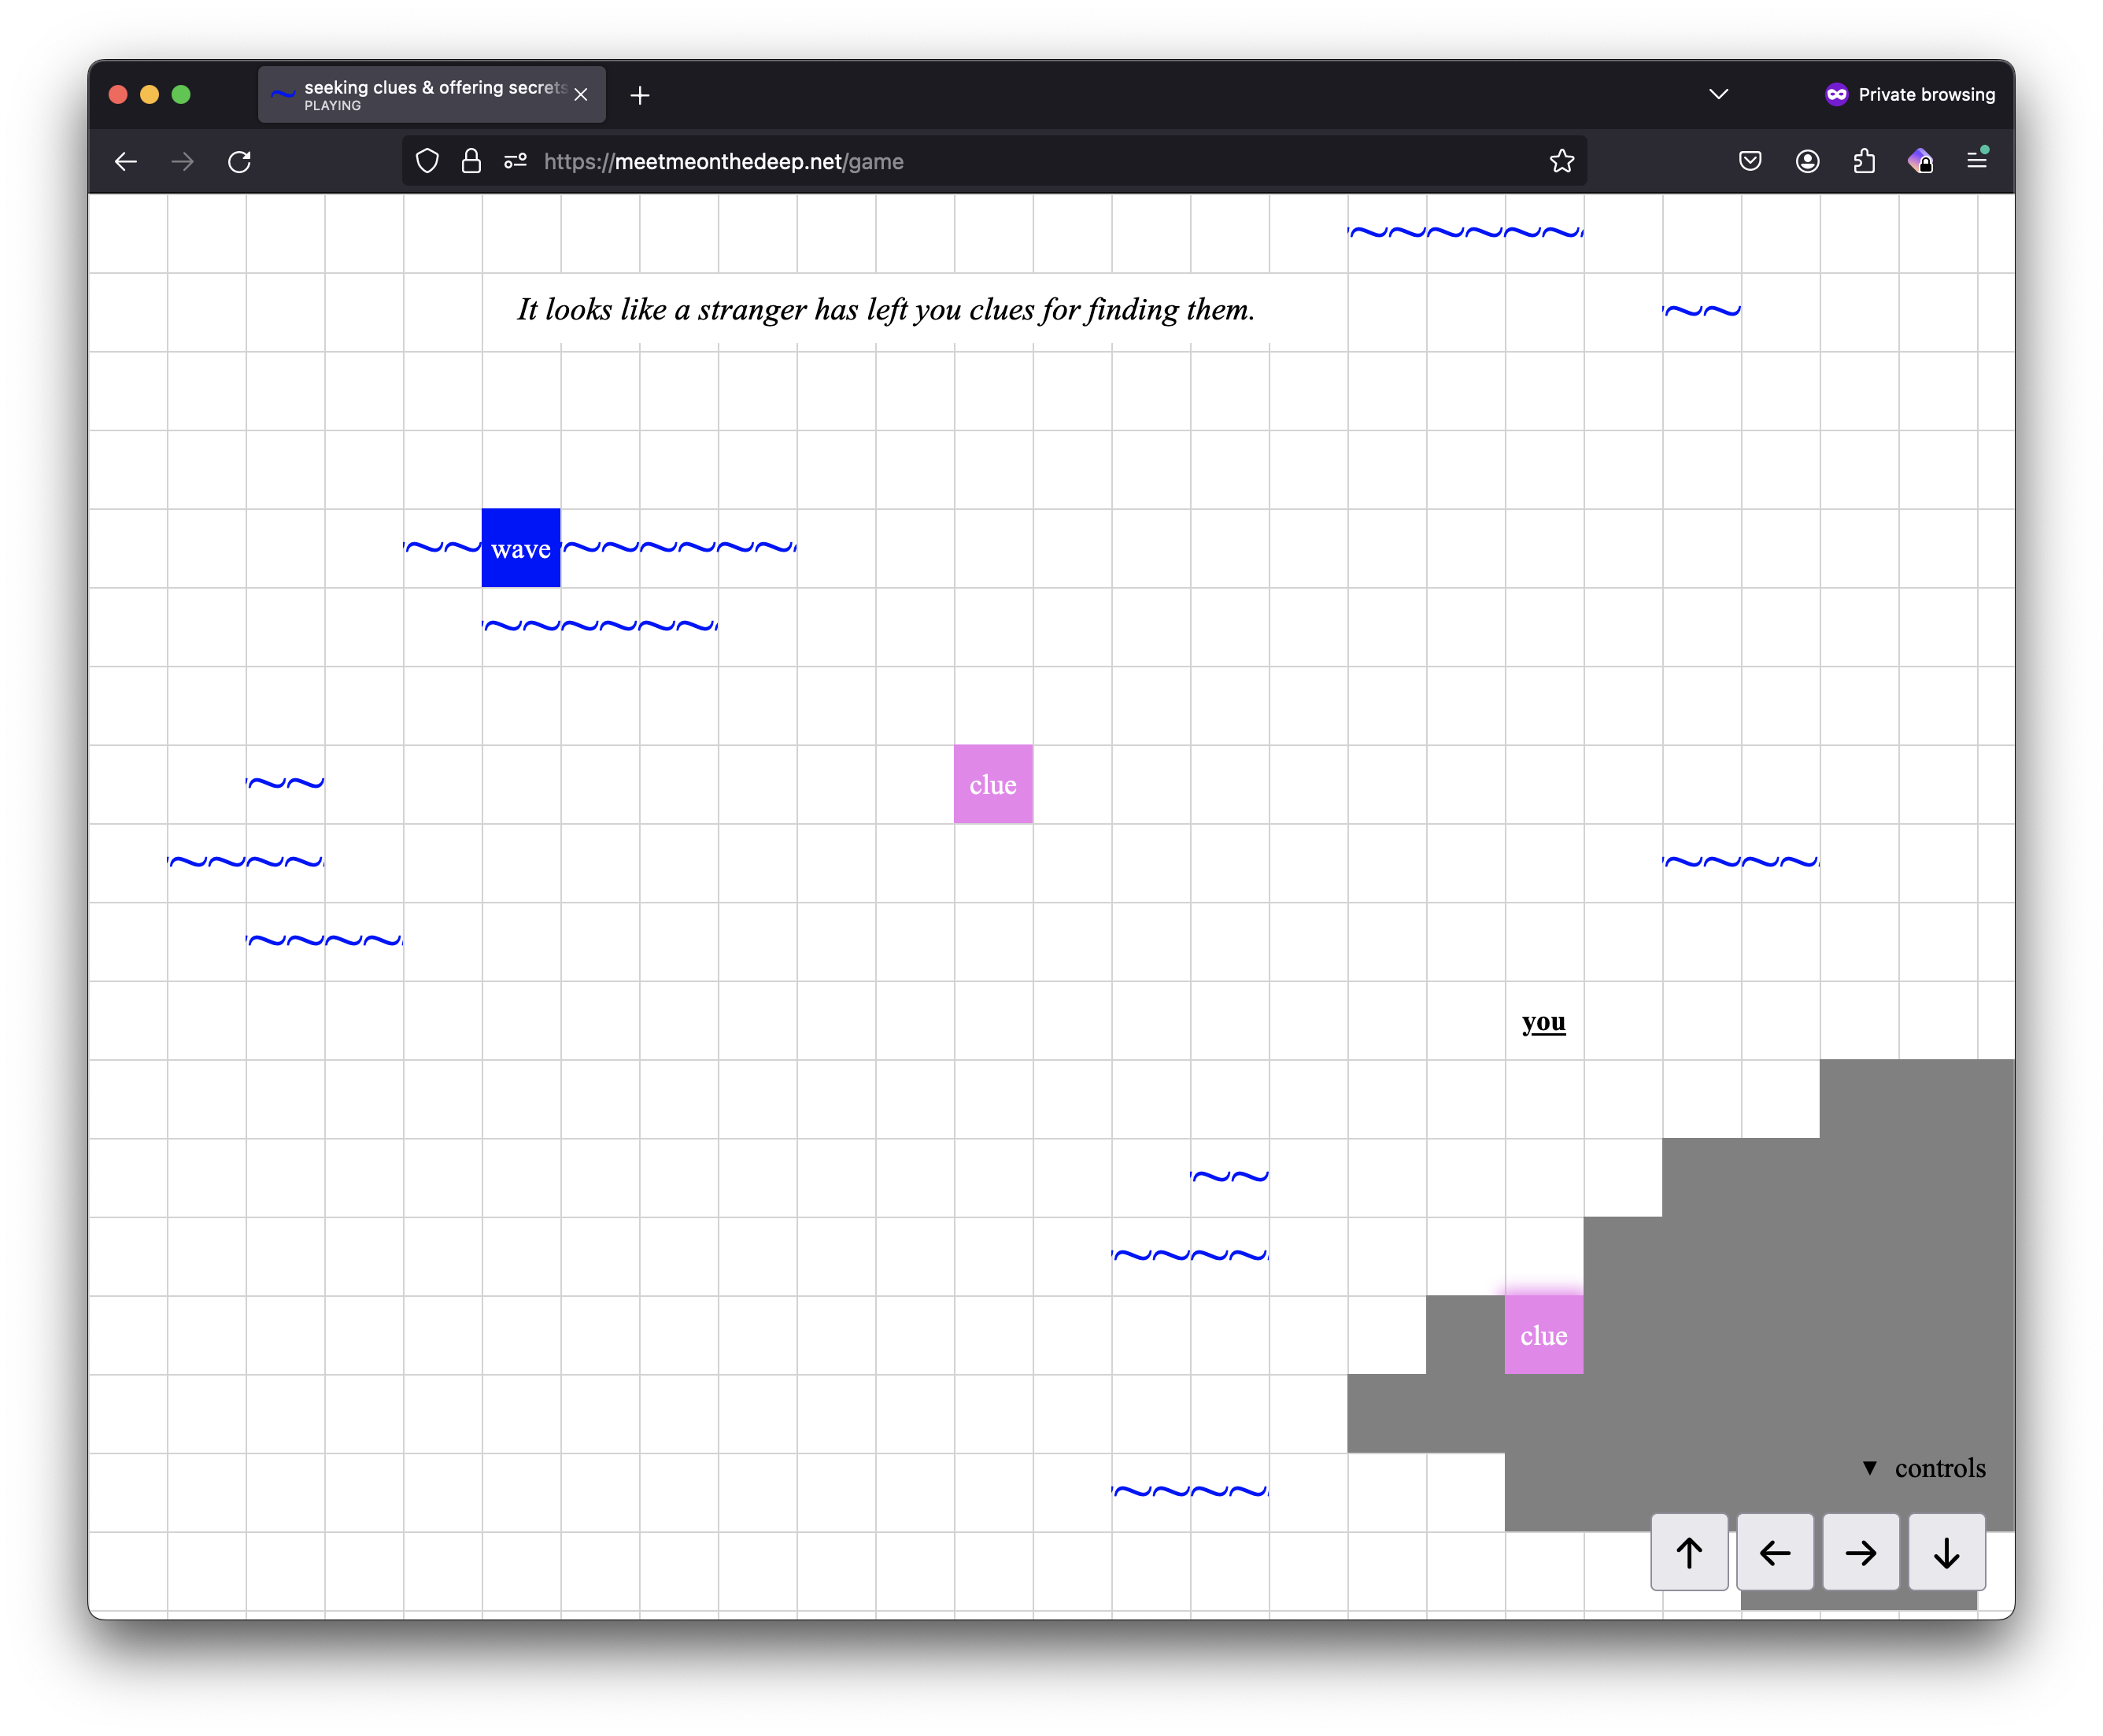 seeking clues & offering secrets
PLAYING
Private browsing
https://meetmeonthedeep.net/game
It looks like a stranger has left you clues for finding them.
wave
clue
you
clue
▼ controls